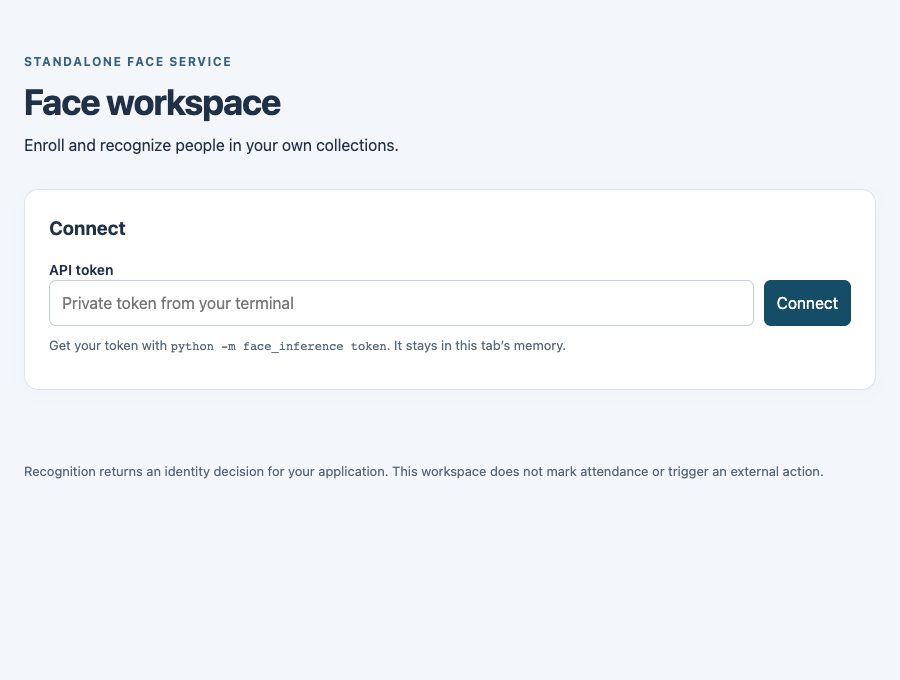 STANDALONE FACE SERVICE
Face workspace
Enroll and recognize people in your own collections.
Connect
API token
Private token from your terminal
Connect
Get your token with python -m face_inference token. It stays in this tab’s memory.
Recognition returns an identity decision for your application. This workspace does not mark attendance or trigger an external action.